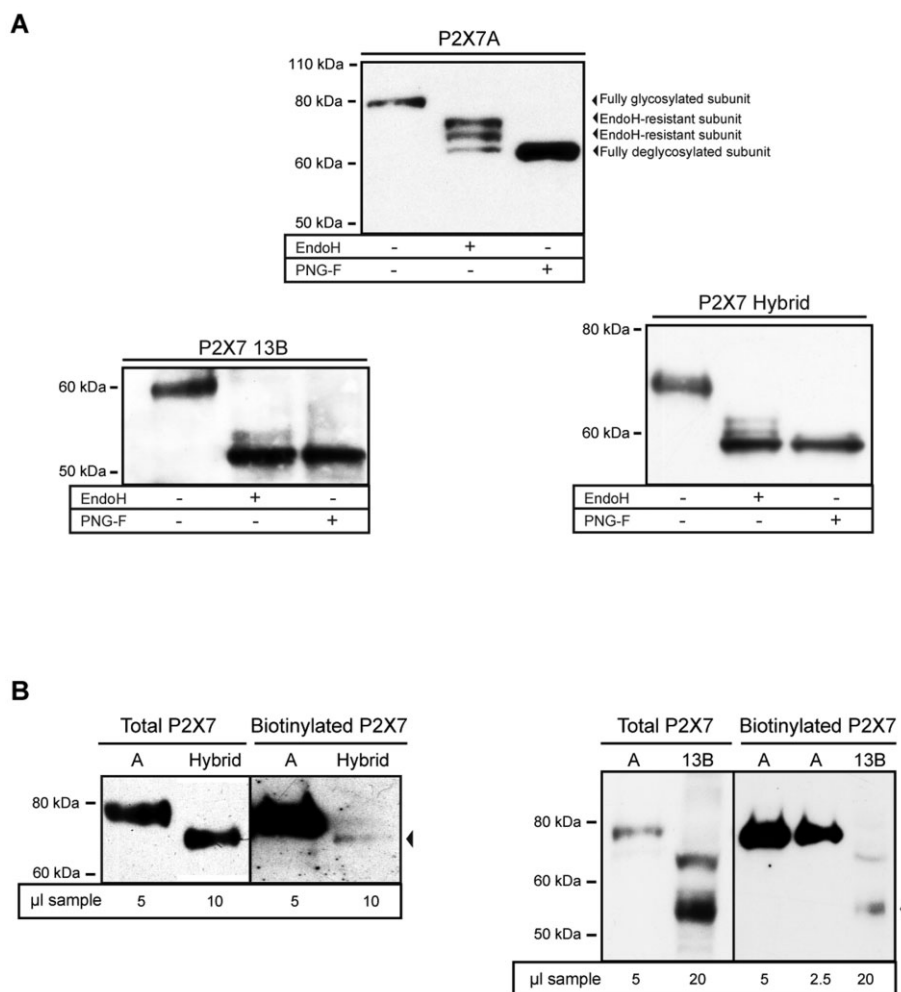 A
P2X7A
110 kDa
80 kDa
60 kDa
50 kDa
Fully glycosylated subunit
EndoH-resistant subunit
EndoH-resistant subunit
Fully deglycosylated subunit
EndoH - + -
PNG-F - - +
P2X7 13B
60 kDa
50 kDa
EndoH - + -
PNG-F - - +
P2X7 Hybrid
80 kDa
60 kDa
EndoH - + -
PNG-F - - +
B
Total P2X7 Biotinylated P2X7
A Hybrid A Hybrid
80 kDa
60 kDa
µl sample 5 10 5 10
Total P2X7 Biotinylated P2X7
A 13B A A 13B
80 kDa
60 kDa
50 kDa
µl sample 5 20 5 2.5 20